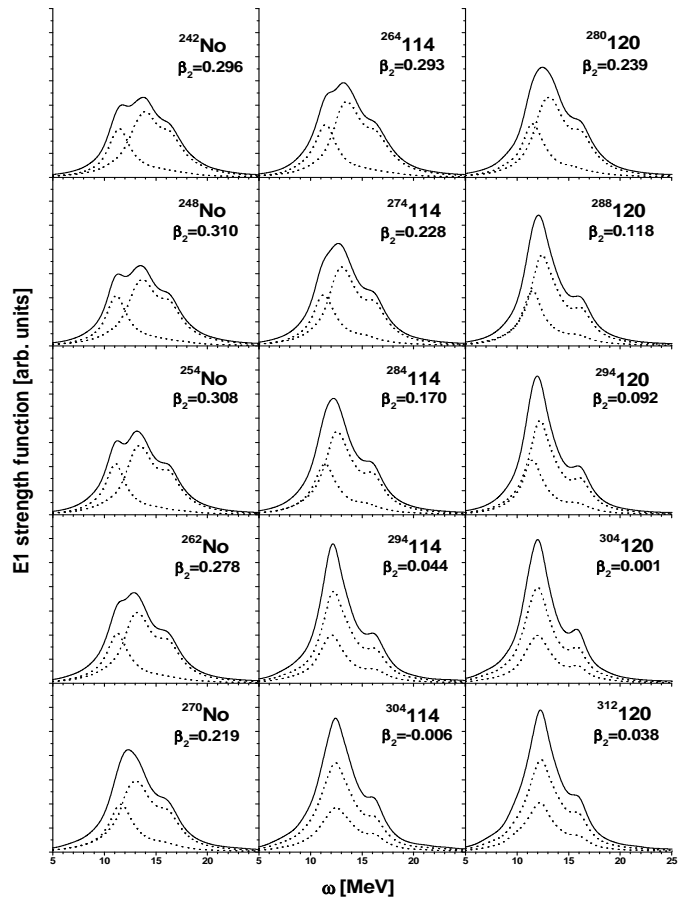 E1 strength function [arb. units]
²⁴²No
β₂=0.296
²⁶⁴114
β₂=0.293
²⁸⁰120
β₂=0.239
²⁴⁸No
β₂=0.310
²⁷⁴114
β₂=0.228
²⁸⁸120
β₂=0.118
²⁵⁴No
β₂=0.308
²⁸⁴114
β₂=0.170
²⁹⁴120
β₂=0.092
²⁶²No
β₂=0.278
²⁹⁴114
β₂=0.044
³⁰⁴120
β₂=0.001
²⁷⁰No
β₂=0.219
³⁰⁴114
β₂=-0.006
³¹²120
β₂=0.038
5 10 15 20 5 10 15 20 5 10 15 20 25
ω [MeV]